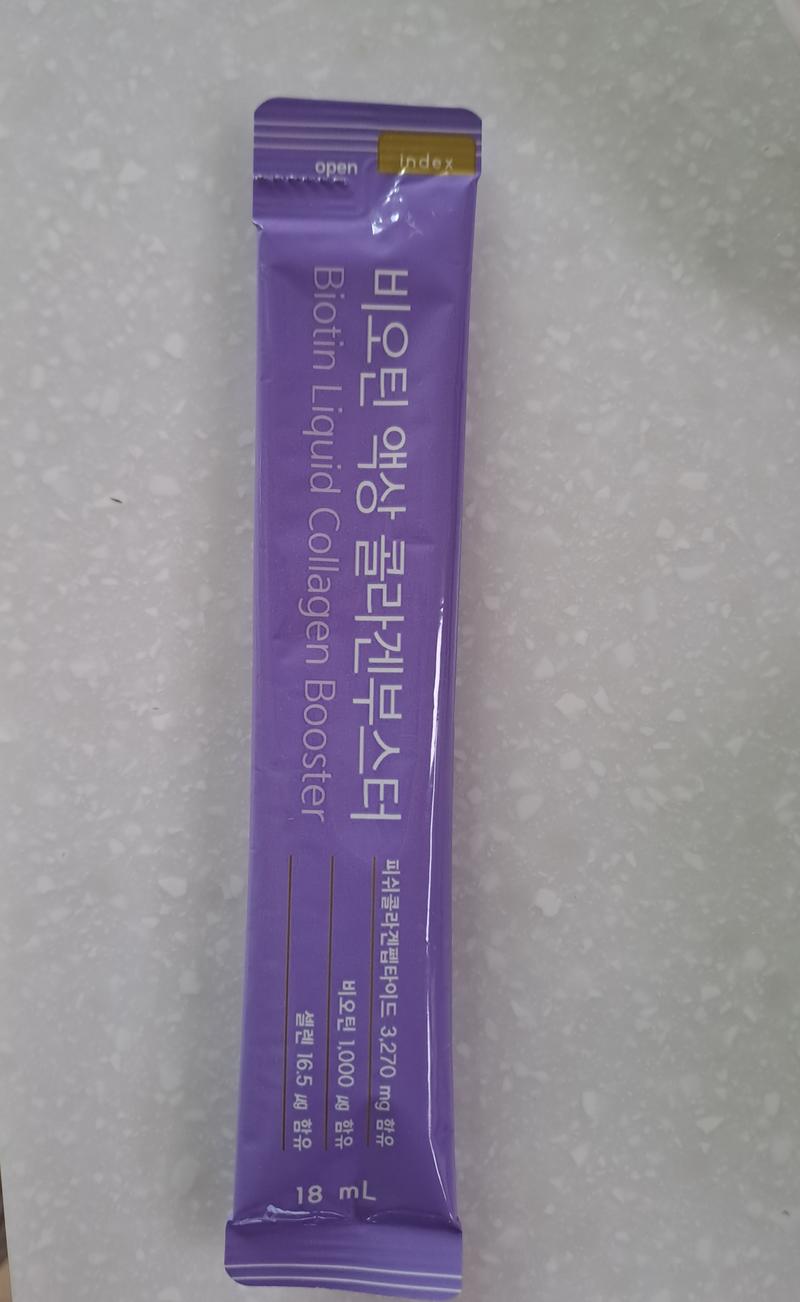 open
index
비오틴 액상 콜라겐부스터
Biotin Liquid Collagen Booster
피쉬콜라겐펩타이드 3,270 mg 함유
비오틴 1,000 ㎍ 함유
셀렌 16.5 ㎍ 함유
18 mL